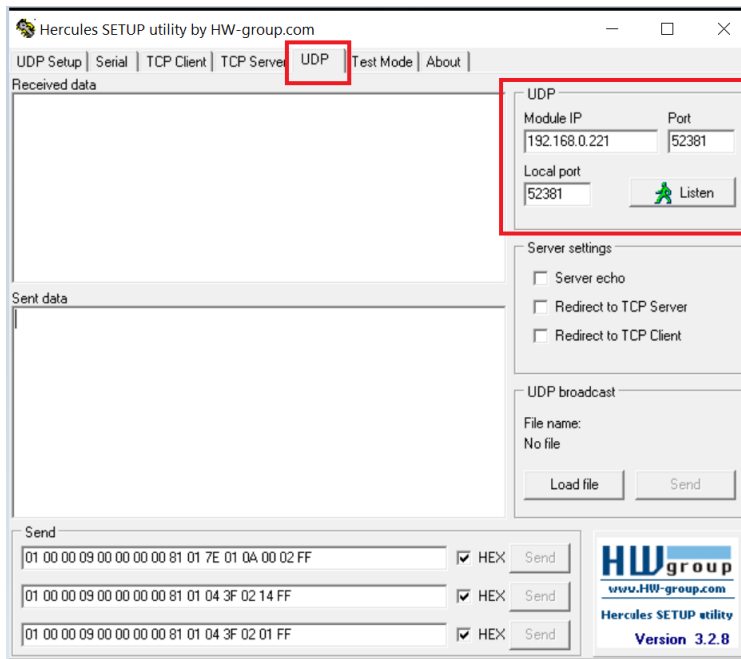 Hercules SETUP utility by HW-group.com
UDP Setup Serial TCP Client TCP Server UDP Test Mode About
Received data
UDP
Module IP Port
192.168.0.221 52381
Local port
52381 Listen
Server settings
Server echo
Redirect to TCP Server
Redirect to TCP Client
Sent data
UDP broadcast
File name:
No file
Load file Send
Send
01 00 00 09 00 00 00 00 81 01 7E 01 0A 00 02 FF HEX Send
01 00 00 09 00 00 00 00 81 01 04 3F 02 14 FF HEX Send
01 00 00 09 00 00 00 00 81 01 04 3F 02 01 FF HEX Send
HWgroup
www.HW-group.com
Hercules SETUP utility
Version 3.2.8